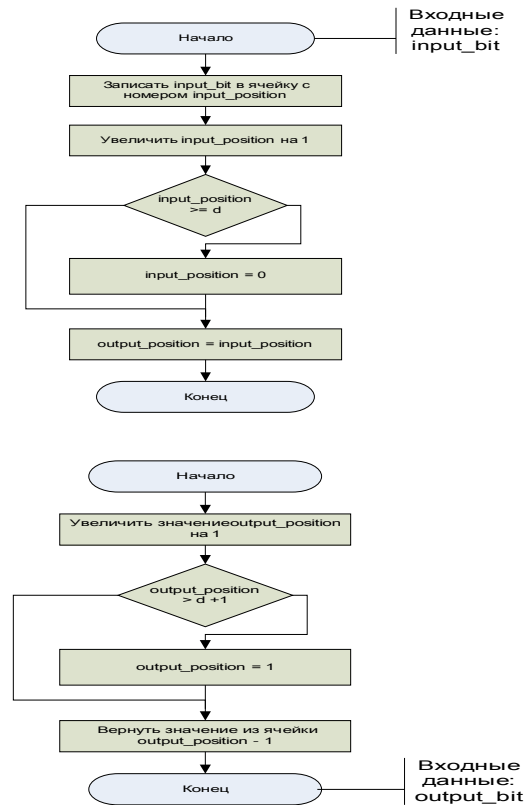 Начало
Входные
данные:
input_bit
Записать input_bit в ячейку с
номером input_position
Увеличить input_position на 1
input_position
>= d
input_position = 0
output_position = input_position
Конец
Начало
Увеличить значениеoutput_position
на 1
output_position
> d +1
output_position = 1
Вернуть значение из ячейки
output_position - 1
Конец
Входные
данные:
output_bit